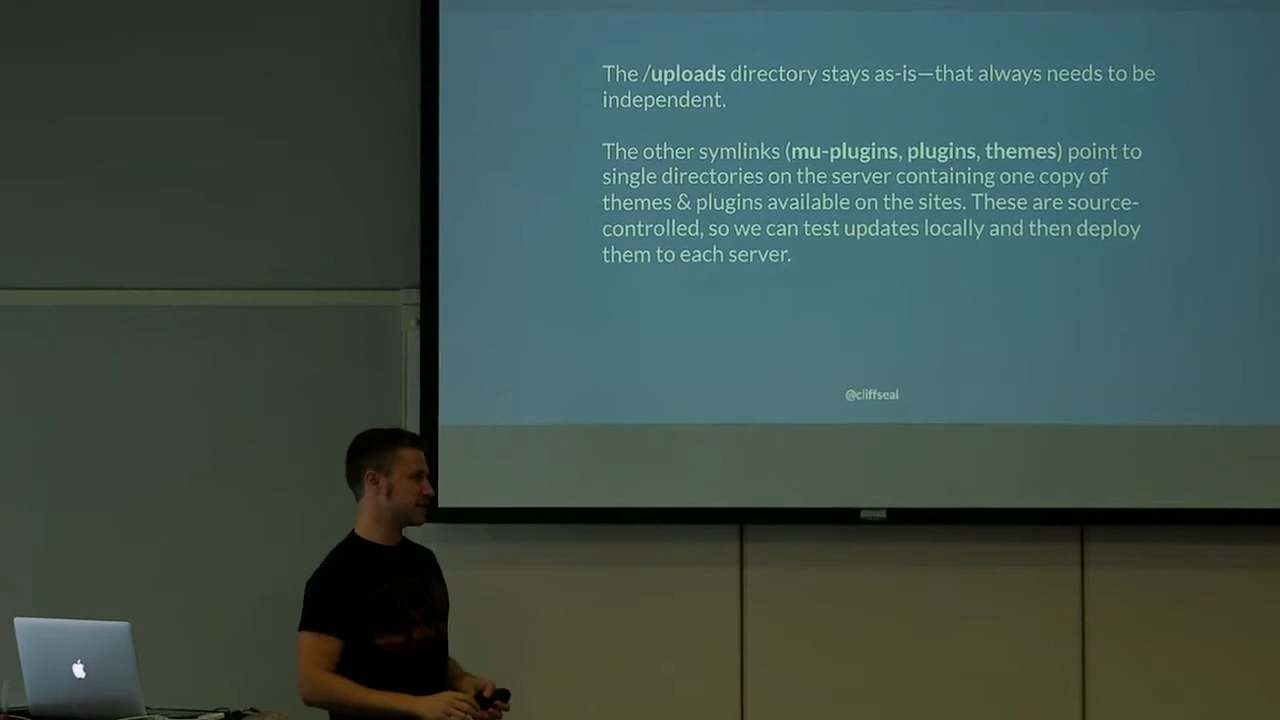 The /uploads directory stays as-is—that always needs to be
independent.
The other symlinks (mu-plugins, plugins, themes) point to
single directories on the server containing one copy of
themes & plugins available on the sites. These are source-
controlled, so we can test updates locally and then deploy
them to each server.
@cliffseal